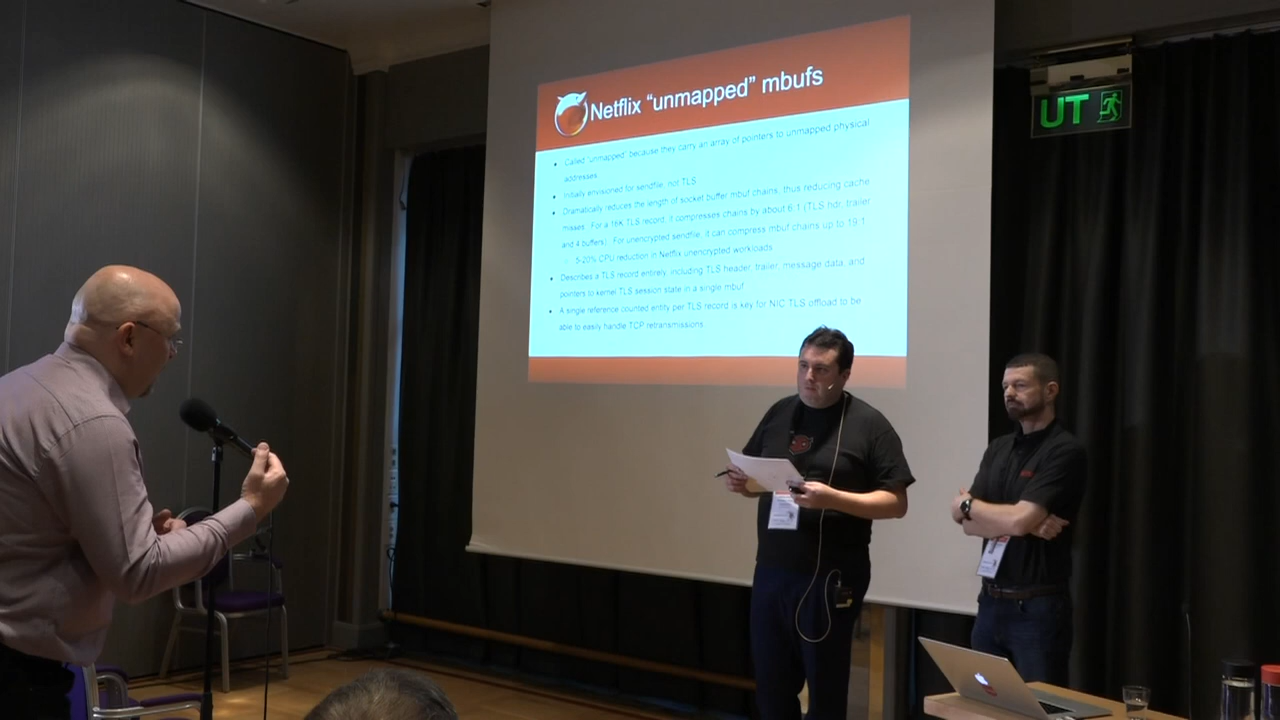 Netflix “unmapped” mbufs
Called “unmapped” because they carry an array of pointers to unmapped physical
addresses.
Initially envisioned for sendfile, not TLS
Dramatically reduces the length of socket buffer mbuf chains, thus reducing cache
misses. For a 16K TLS record, it compresses chains by about 6:1 (TLS hdr, trailer
and 4 buffers). For unencrypted sendfile, it can compress mbuf chains up to 19:1
5-20% CPU reduction in Netflix unencrypted workloads
Describes a TLS record entirely, including TLS header, trailer, message data, and
pointers to kernel TLS session state in a single mbuf
A single reference counted entity per TLS record is key for NIC TLS offload to be
able to easily handle TCP retransmissions.
UT